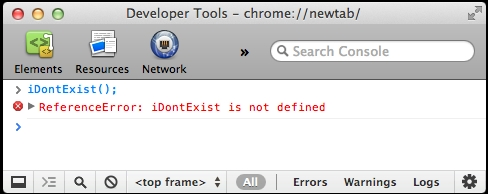 Developer Tools - chrome://newtab/
Elements Resources Network » Search Console
> iDontExist();
ReferenceError: iDontExist is not defined
>
<top frame> All Errors Warnings Logs